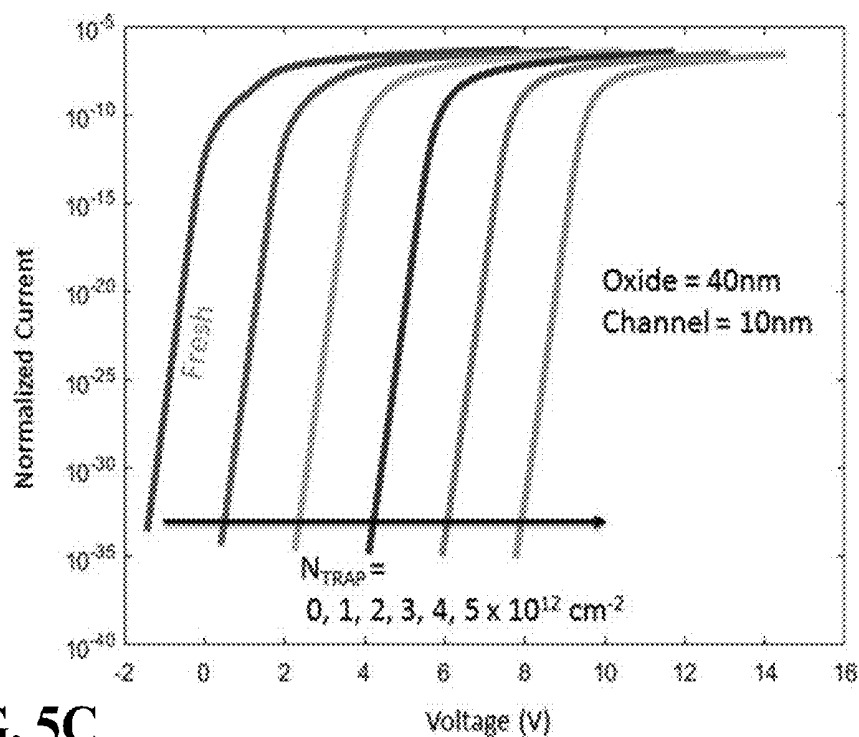 10⁻⁵
10⁻¹⁰
10⁻¹⁵
10⁻²⁰
10⁻²⁵
10⁻³⁰
10⁻³⁵
10⁻⁴⁰
Normalized Current
Fresh
Oxide = 40nm
Channel = 10nm
N_TRAP =
0, 1, 2, 3, 4, 5 x 10¹² cm⁻²
-2 0 2 4 6 8 10 12 14 16
Voltage (V)
G. 5C